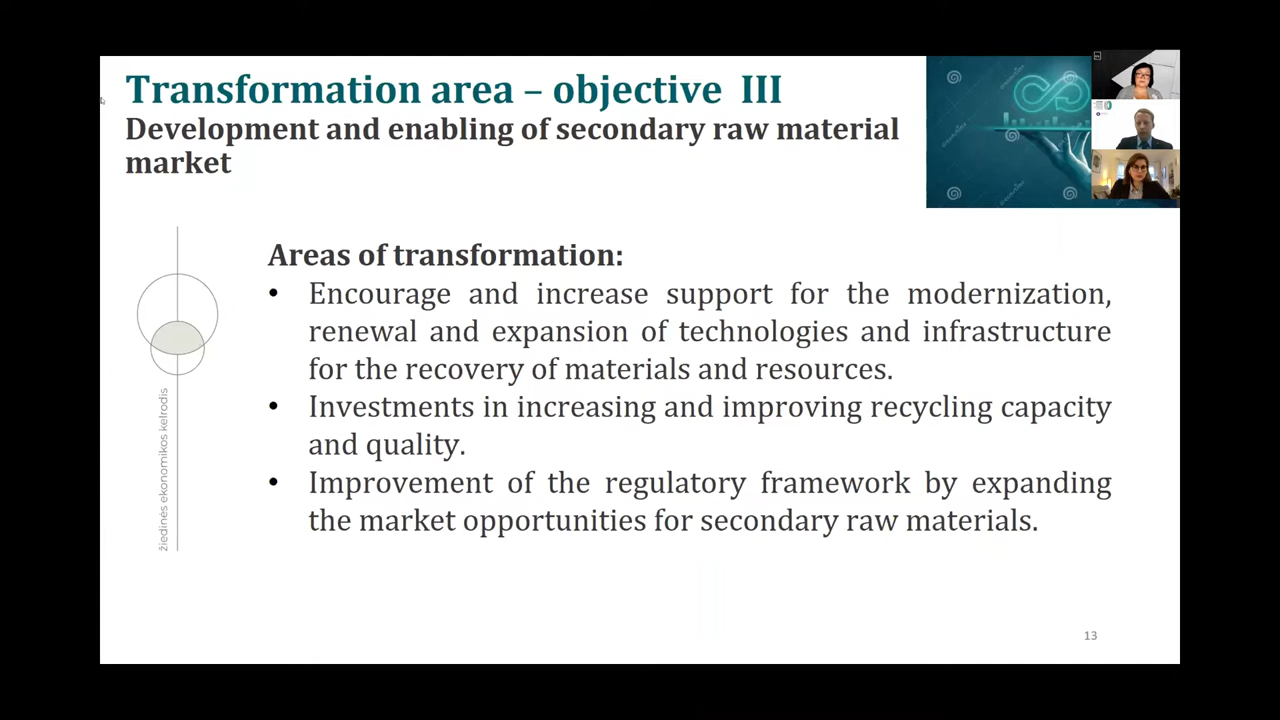 Transformation area – objective III
Development and enabling of secondary raw material
market
Areas of transformation:
• Encourage and increase support for the modernization,
renewal and expansion of technologies and infrastructure
for the recovery of materials and resources.
• Investments in increasing and improving recycling capacity
and quality.
• Improvement of the regulatory framework by expanding
the market opportunities for secondary raw materials.
žiedinės ekonomikos kelrodis
13